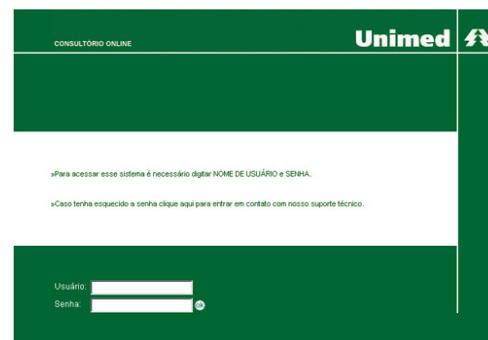 CONSULTÓRIO ONLINE
Unimed
»Para acessar esse sistema é necessário digitar NOME DE USUÁRIO e SENHA.
»Caso tenha esquecido a senha clique aqui para entrar em contato com nosso suporte técnico.
Usuário:
Senha:
ok